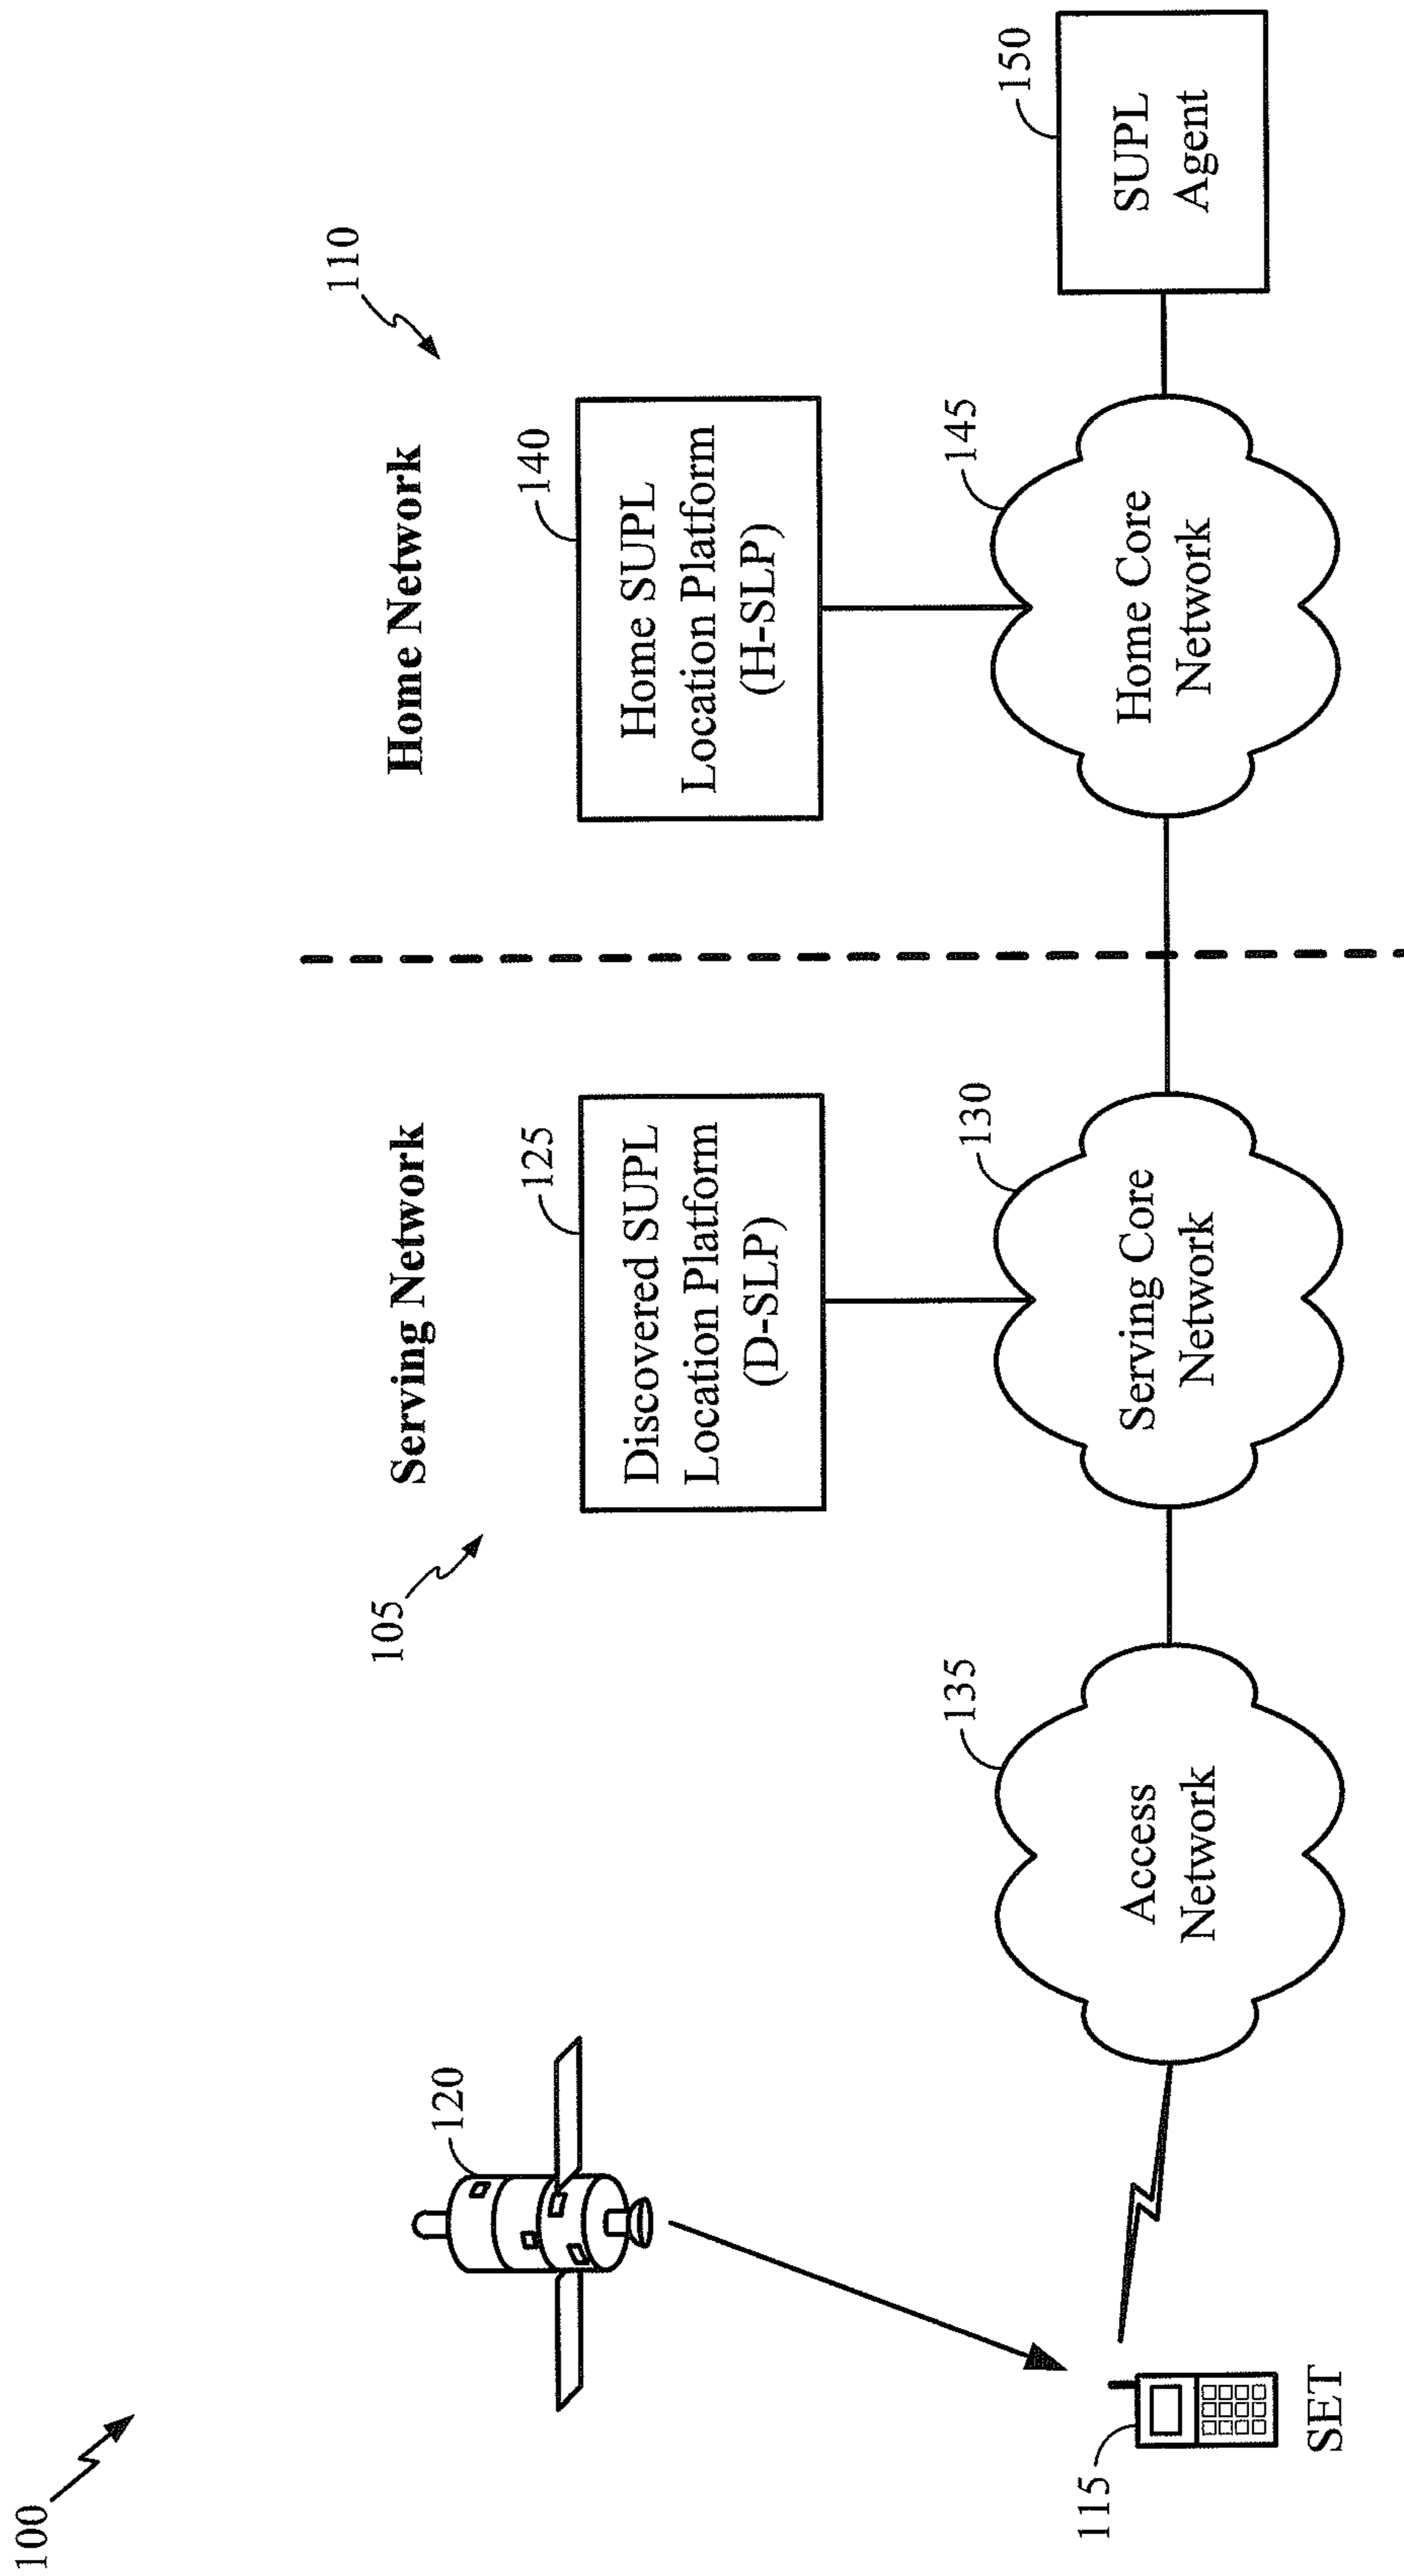 100
Serving Network
Home Network
105
110
120
125
Discovered SUPL
Location Platform
(D-SLP)
140
Home SUPL
Location Platform
(H-SLP)
115
SET
135
Access
Network
130
Serving Core
Network
145
Home Core
Network
150
SUPL
Agent